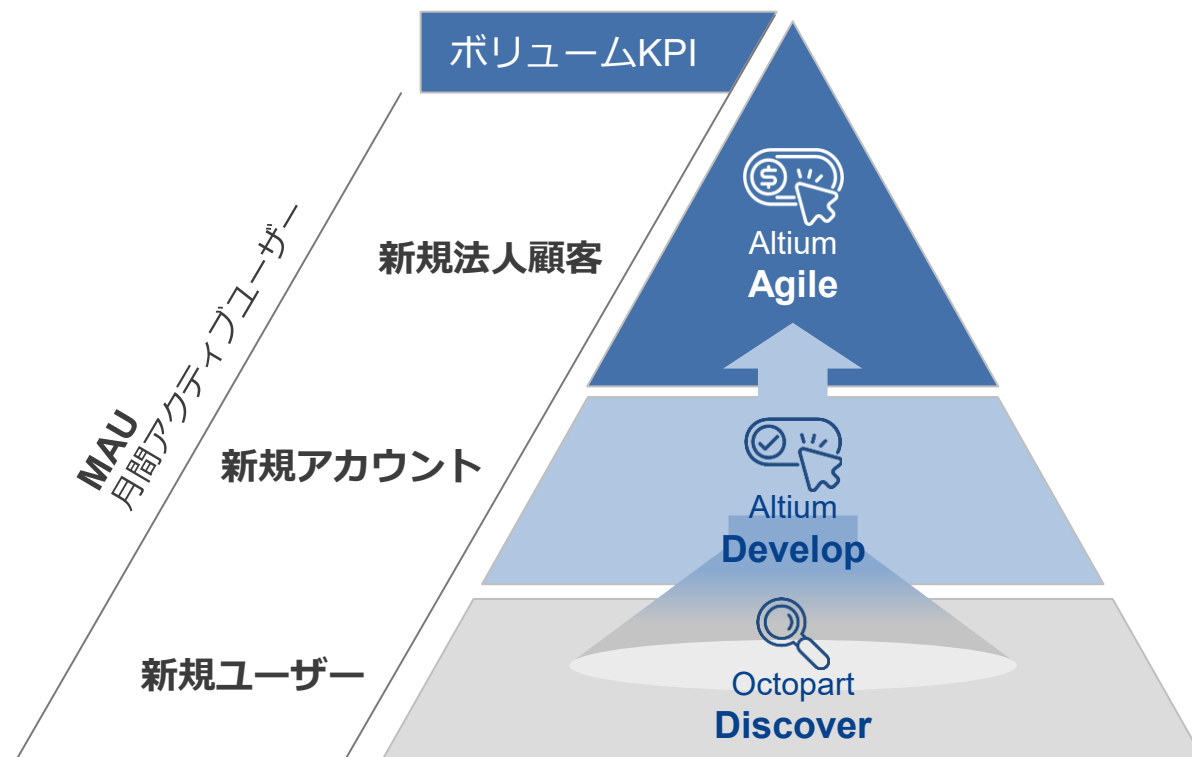 ボリュームKPI
MAU
月間アクティブユーザー
新規法人顧客
Altium
Agile
新規アカウント
Altium
Develop
新規ユーザー
Octopart
Discover